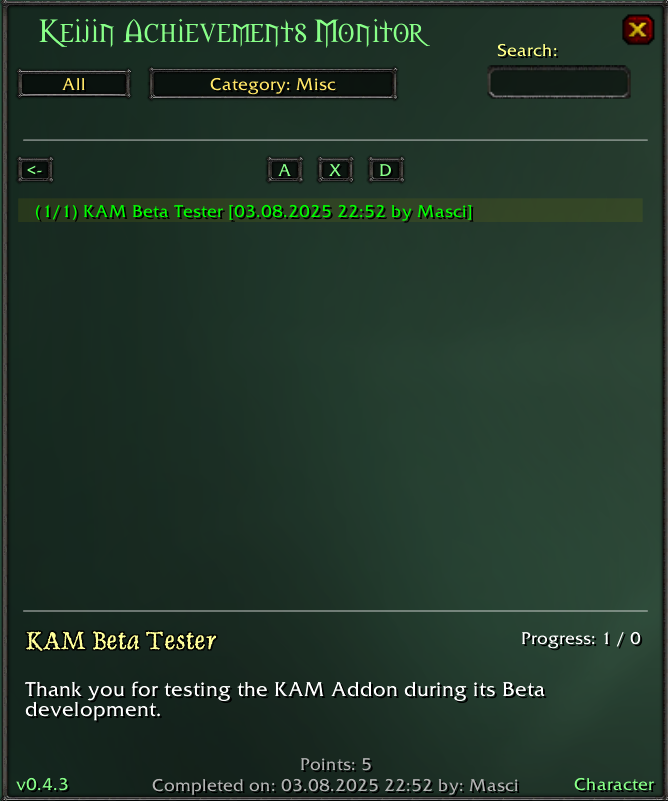 Keijin Achievements Monitor
Search:
All
Category: Misc
<-
A
X
D
(1/1) KAM Beta Tester [03.08.2025 22:52 by Masci]
KAM Beta Tester
Progress: 1 / 0
Thank you for testing the KAM Addon during its Beta
development.
Points: 5
v0.4.3
Completed on: 03.08.2025 22:52 by: Masci
Character